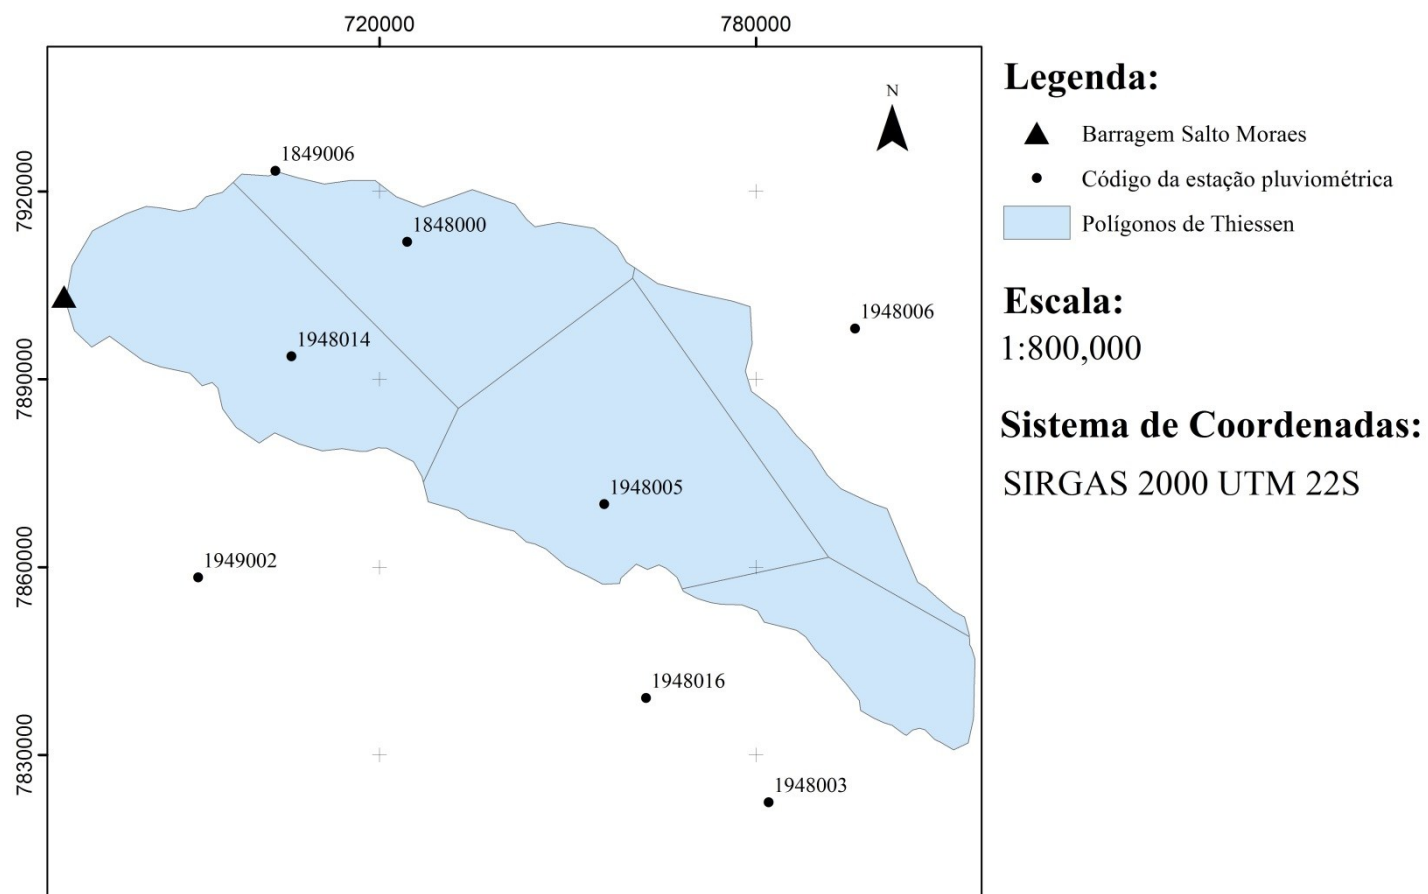 720000
780000
7920000
7890000
7860000
7830000
N
1849006
1848000
1948006
1948014
1948005
1949002
1948016
1948003
Legenda:
Barragem Salto Moraes
Código da estação pluviométrica
Polígonos de Thiessen
Escala:
1:800,000
Sistema de Coordenadas:
SIRGAS 2000 UTM 22S